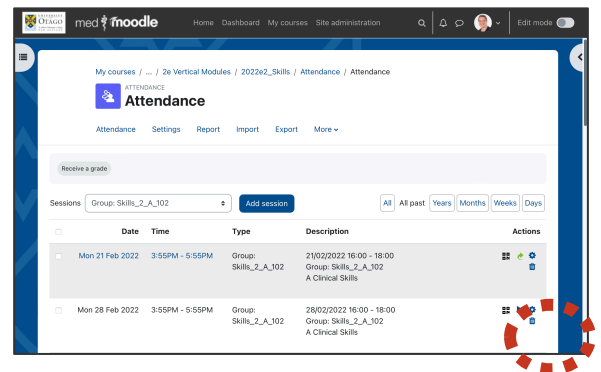 UNIVERSITY
OTAGO
med moodle Home Dashboard My courses Site administration Edit mode
My courses / ... / 2e Vertical Modules / 2022e2_Skills / Attendance / Attendance
ATTENDANCE
Attendance
Attendance Settings Report Import Export More
Receive a grade
Sessions Group: Skills_2_A_102 Add session All All past Years Months Weeks Days
Date Time Type Description Actions
Mon 21 Feb 2022 3:55PM - 5:55PM Group: 21/02/2022 16:00 - 18:00
Skills_2_A_102 Group: Skills_2_A_102
A Clinical Skills
Mon 28 Feb 2022 3:55PM - 5:55PM Group: 28/02/2022 16:00 - 18:00
Skills_2_A_102 Group: Skills_2_A_102
A Clinical Skills